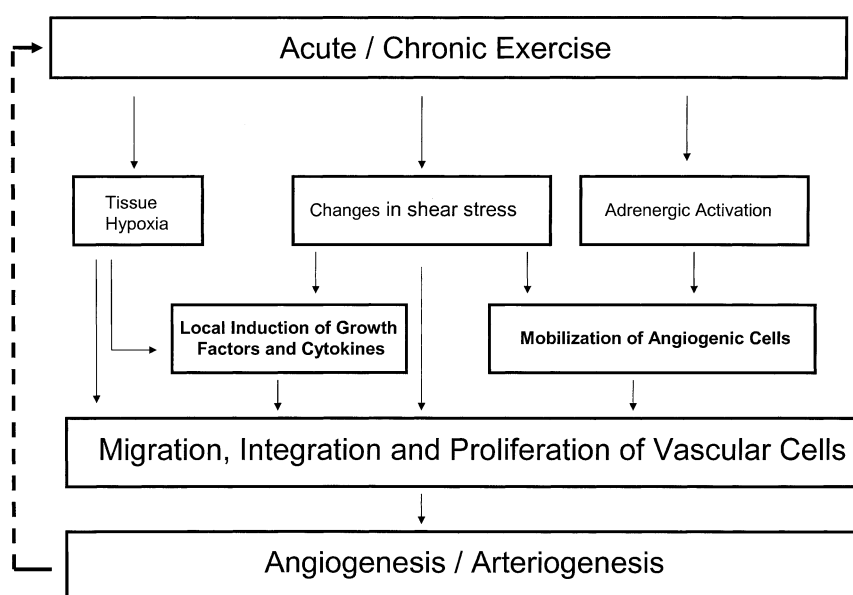 Acute / Chronic Exercise
Tissue
Hypoxia
Changes in shear stress
Adrenergic Activation
Local Induction of Growth
Factors and Cytokines
Mobilization of Angiogenic Cells
Migration, Integration and Proliferation of Vascular Cells
Angiogenesis / Arteriogenesis